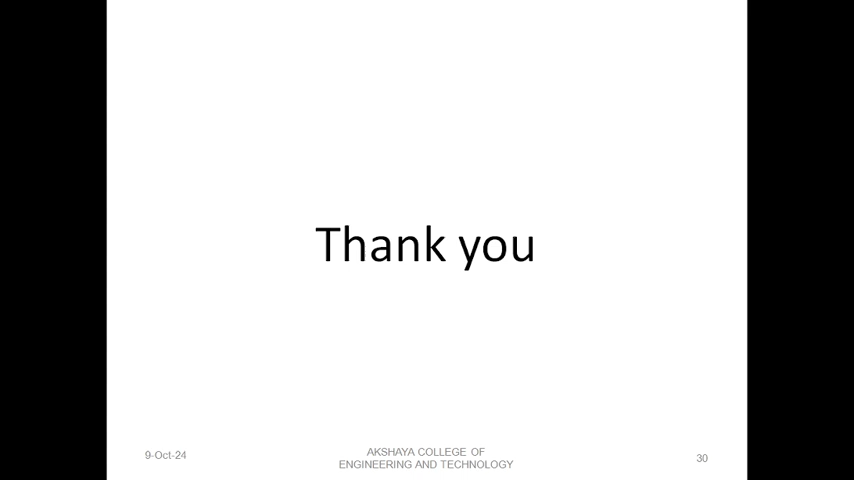 Thank you
9-Oct-24
AKSHAYA COLLEGE OF
ENGINEERING AND TECHNOLOGY
30